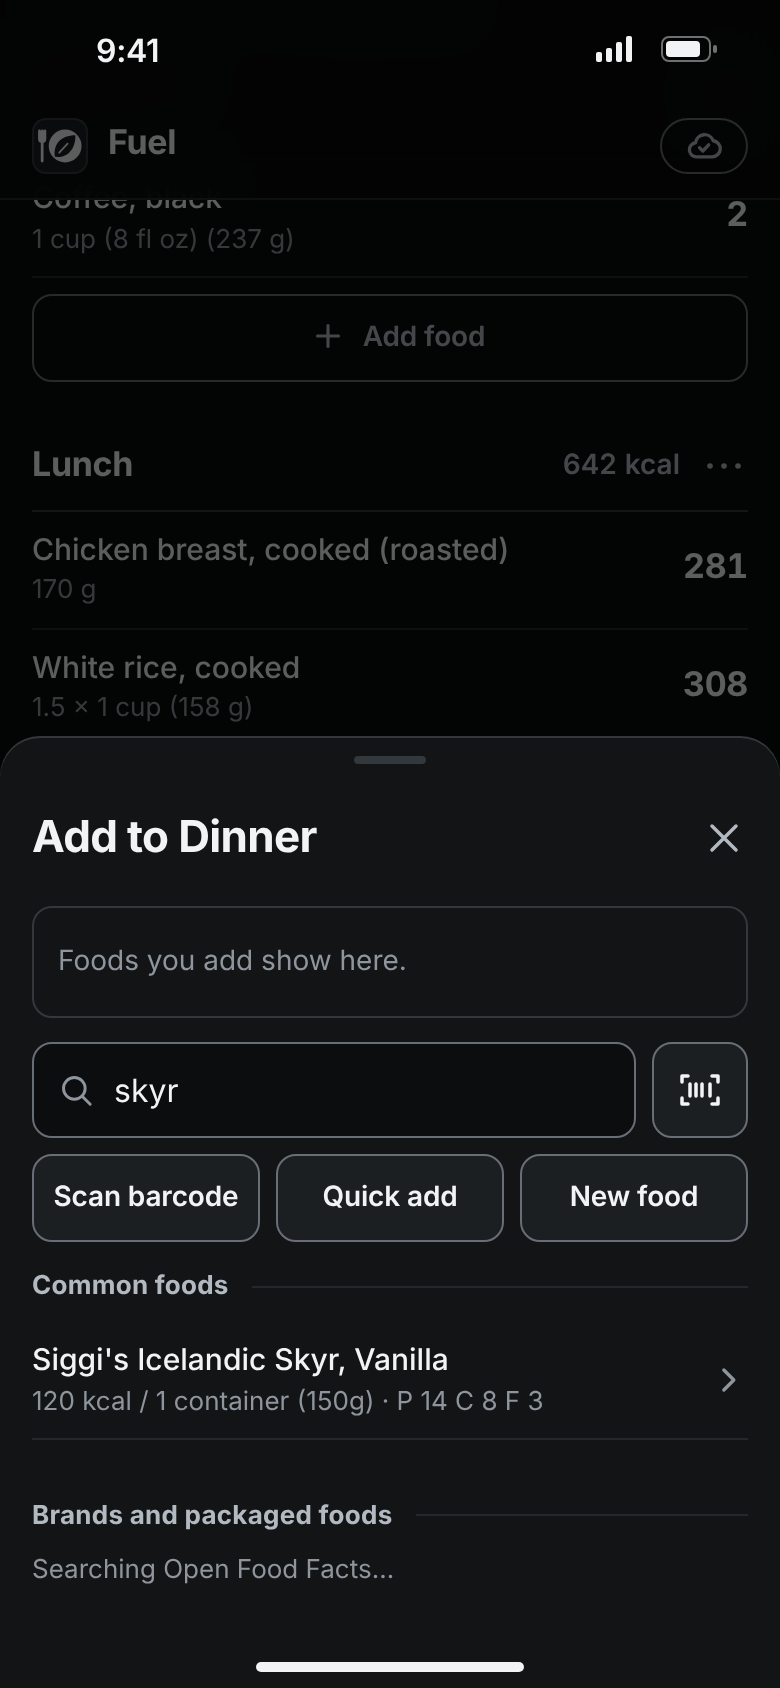 9:41
Fuel
Coffee, black
2
1 cup (8 fl oz) (237 g)
Add food
Lunch
642 kcal
Chicken breast, cooked (roasted)
281
170 g
White rice, cooked
308
1.5 × 1 cup (158 g)
Add to Dinner
Foods you add show here.
skyr
Scan barcode
Quick add
New food
Common foods
Siggi's Icelandic Skyr, Vanilla
120 kcal / 1 container (150g) · P 14 C 8 F 3
Brands and packaged foods
Searching Open Food Facts...